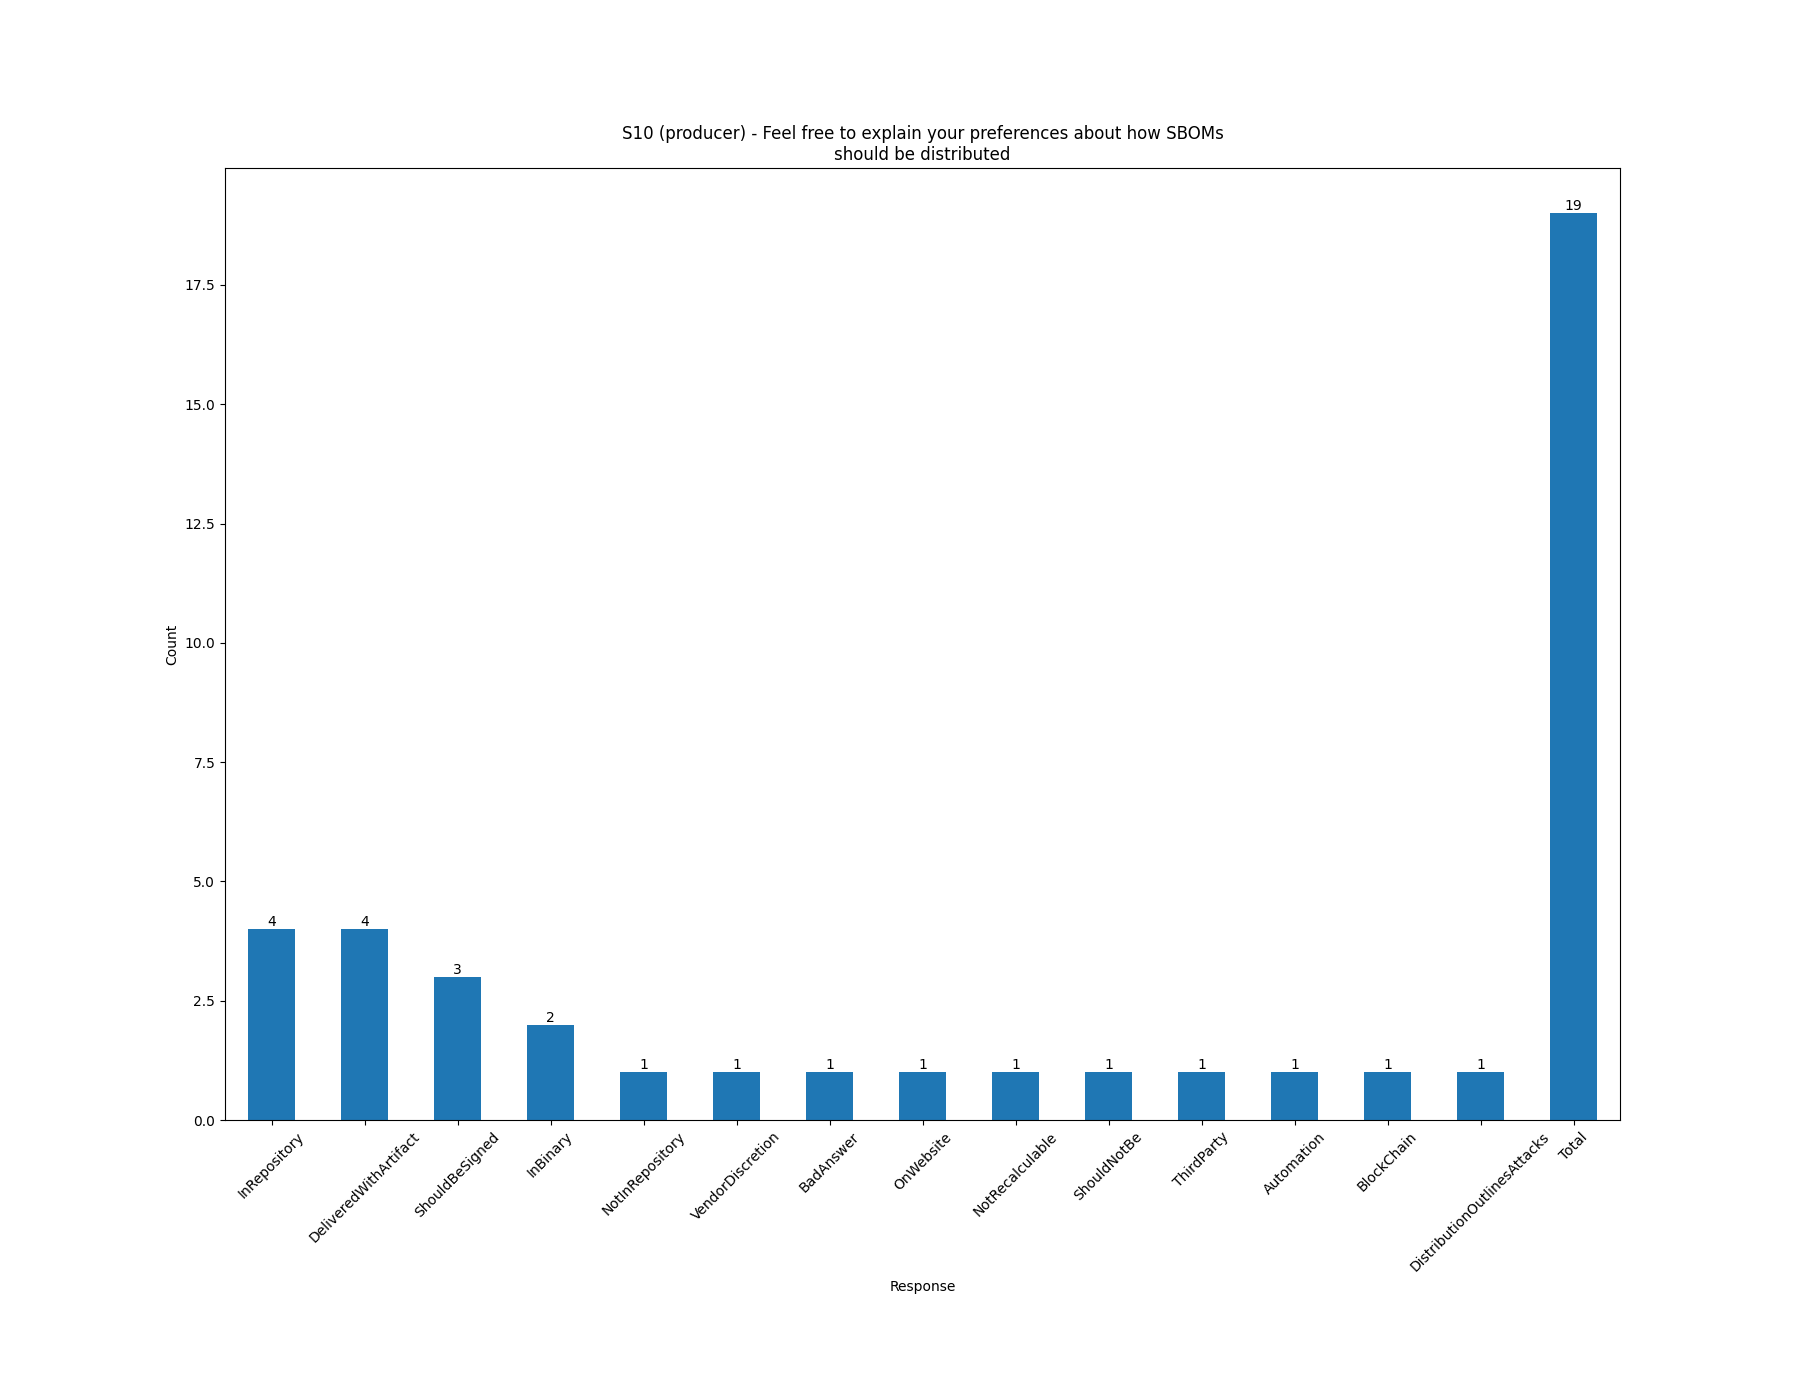 S10 (producer) - Feel free to explain your preferences about how SBOMs
should be distributed
Count
17.5
15.0
12.5
10.0
7.5
5.0
2.5
0.0
4
4
3
2
1
1
1
1
1
1
1
1
1
1
19
InRepository
DeliveredWithArtifact
ShouldBeSigned
InBinary
NotInRepository
VendorDiscretion
BadAnswer
OnWebsite
NotRecalculable
ShouldNotBe
ThirdParty
Automation
BlockChain
DistributionOutlinesAttacks
Total
Response